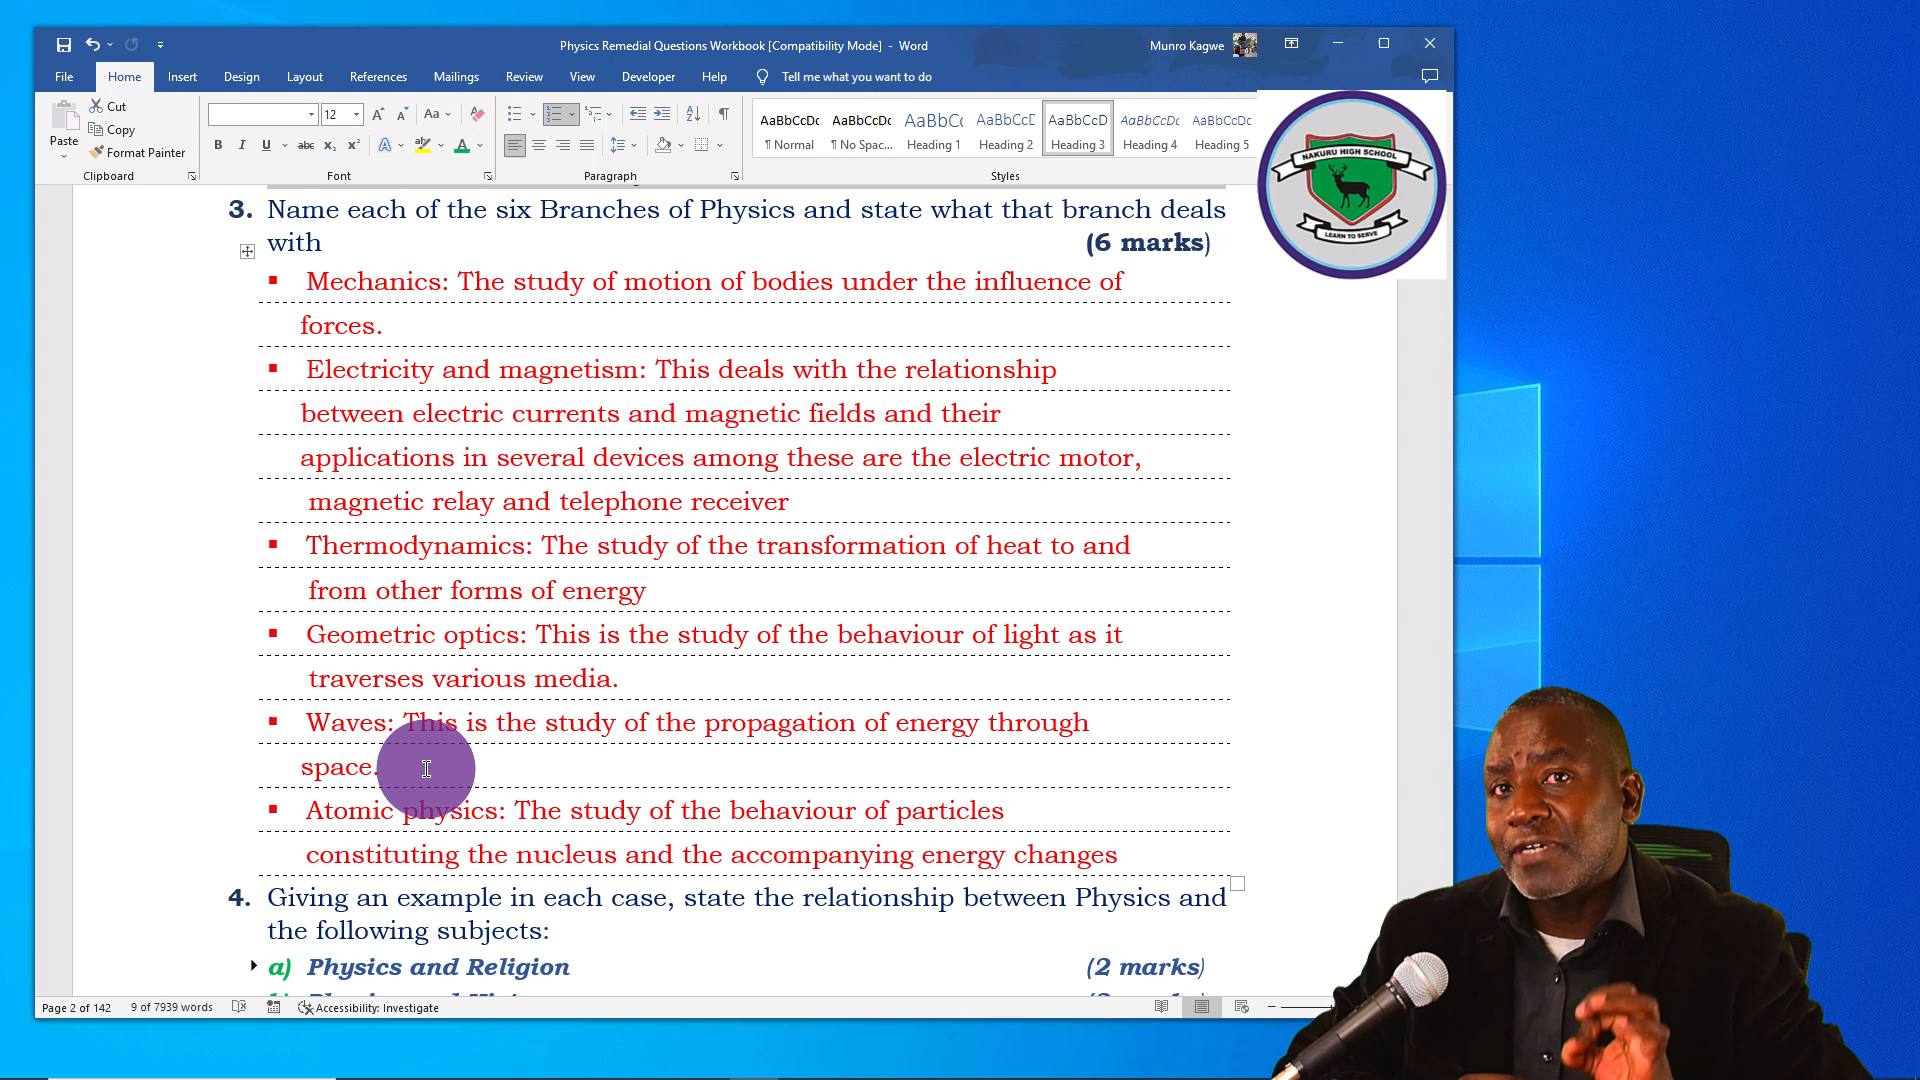 Physics Remedial Questions Workbook [Compatibility Mode] - Word
Munro Kagwe
File Home Insert Design Layout References Mailings Review View Developer Help Tell me what you want to do
Paste
Cut
Copy
Format Painter
Clipboard
12
Aa
B I U abc x₂ x² A A
Font
Paragraph
AaBbCcDc AaBbCcDc AaBbCc AaBbCcD AaBbCcD AaBbCcDc AaBbCcDc
¶ Normal ¶ No Spac... Heading 1 Heading 2 Heading 3 Heading 4 Heading 5
Styles
NAKURU HIGH SCHOOL
LEARN TO SERVE
3. Name each of the six Branches of Physics and state what that branch deals
with (6 marks)
▪ Mechanics: The study of motion of bodies under the influence of
forces.
▪ Electricity and magnetism: This deals with the relationship
between electric currents and magnetic fields and their
applications in several devices among these are the electric motor,
magnetic relay and telephone receiver
▪ Thermodynamics: The study of the transformation of heat to and
from other forms of energy
▪ Geometric optics: This is the study of the behaviour of light as it
traverses various media.
▪ Waves: This is the study of the propagation of energy through
space.
▪ Atomic physics: The study of the behaviour of particles
constituting the nucleus and the accompanying energy changes
4. Giving an example in each case, state the relationship between Physics and
the following subjects:
a) Physics and Religion (2 marks)
Page 2 of 142 9 of 7939 words Accessibility: Investigate